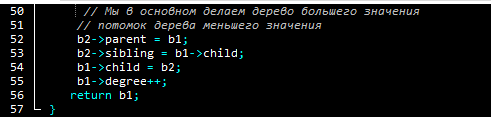 50 // Мы в основном делаем дерево большего значения
51 // потомок дерева меньшего значения
52 b2->parent = b1;
53 b2->sibling = b1->child;
54 b1->child = b2;
55 b1->degree++;
56 return b1;
57 }